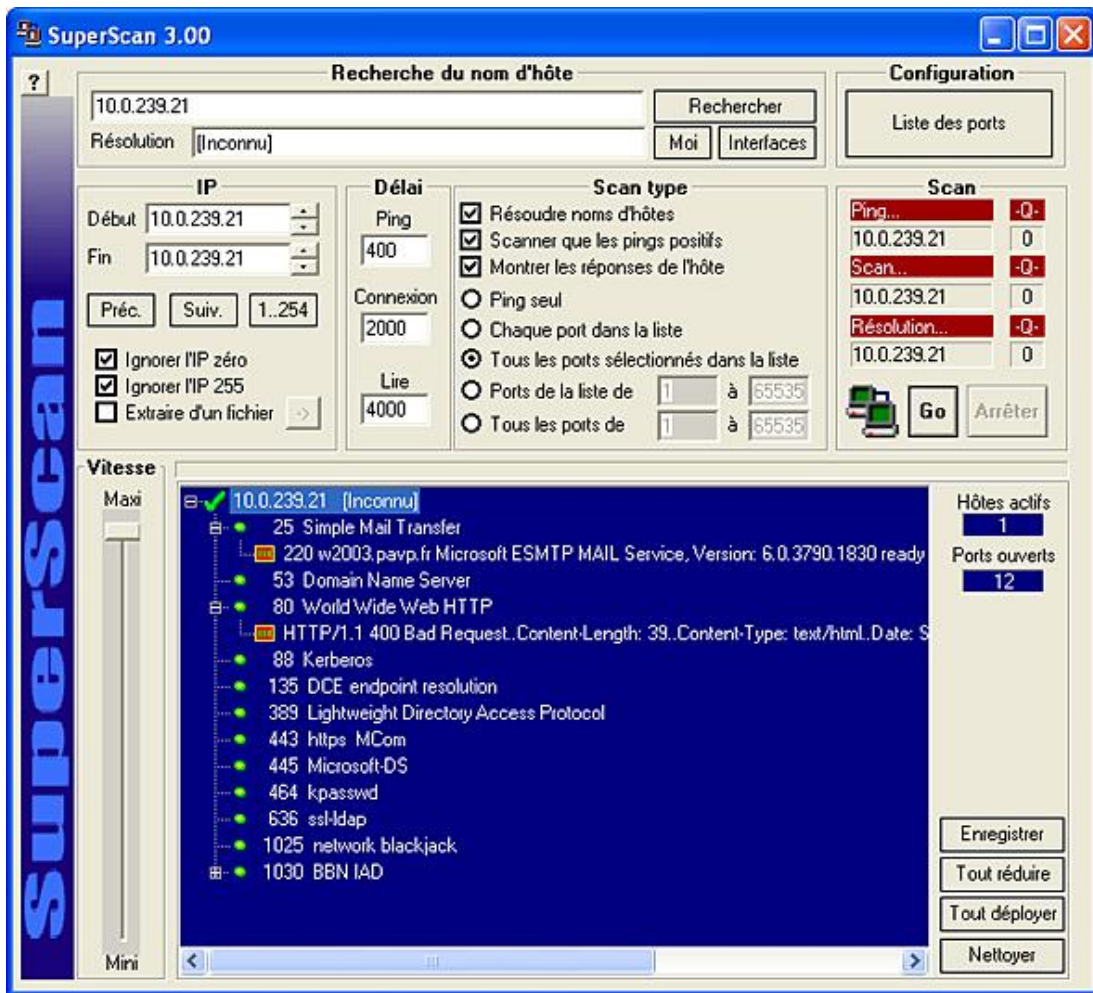 SuperScan 3.00
?
Recherche du nom d'hôte
10.0.239.21
Rechercher
Résolution [Inconnu]
Moi
Interfaces
Configuration
Liste des ports
IP
Début 10.0.239.21
Fin 10.0.239.21
Préc.
Suiv.
1..254
Ignorer l'IP zéro
Ignorer l'IP 255
Extraire d'un fichier ->
Délai
Ping
400
Connexion
2000
Lire
4000
Scan type
Résoudre noms d'hôtes
Scanner que les pings positifs
Montrer les réponses de l'hôte
Ping seul
Chaque port dans la liste
Tous les ports sélectionnés dans la liste
Ports de la liste de 1 à 65535
Tous les ports de 1 à 65535
Scan
Ping... -Q-
10.0.239.21 0
Scan... -Q-
10.0.239.21 0
Résolution... -Q-
10.0.239.21 0
Go
Arrêter
SuperScan
Vitesse
Maxi
Mini
10.0.239.21 [Inconnu]
25 Simple Mail Transfer
220 w2003.pavp.fr Microsoft ESMTP MAIL Service, Version: 6.0.3790.1830 ready
53 Domain Name Server
80 World Wide Web HTTP
HTTP/1.1 400 Bad Request..Content-Length: 39..Content-Type: text/html..Date: S
88 Kerberos
135 DCE endpoint resolution
389 Lightweight Directory Access Protocol
443 https MCom
445 Microsoft-DS
464 kpasswd
636 ssl-ldap
1025 network blackjack
1030 BBN IAD
Hôtes actifs
1
Ports ouverts
12
Enregistrer
Tout réduire
Tout déployer
Nettoyer